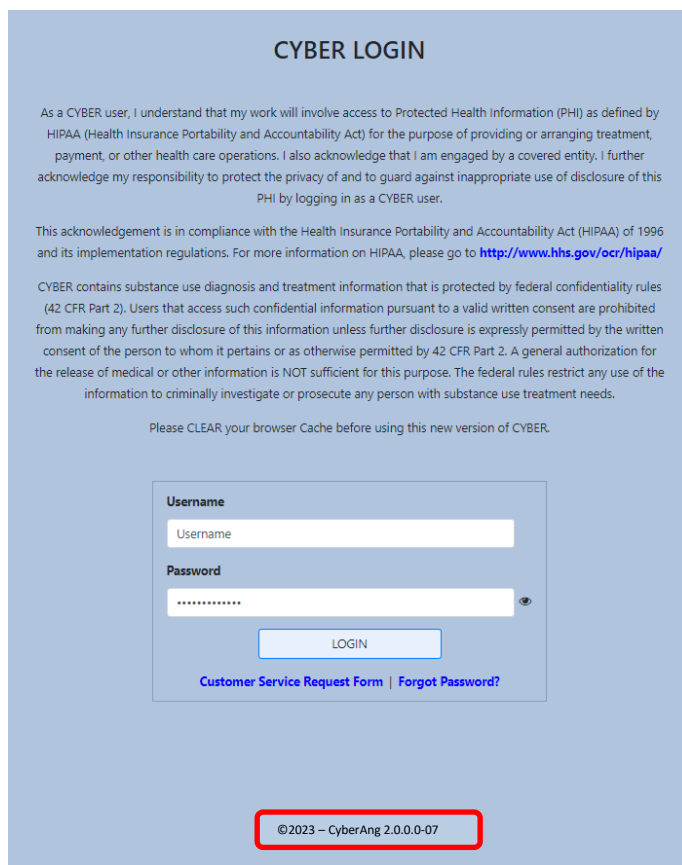 CYBER LOGIN
As a CYBER user, I understand that my work will involve access to Protected Health Information (PHI) as defined by
HIPAA (Health Insurance Portability and Accountability Act) for the purpose of providing or arranging treatment,
payment, or other health care operations. I also acknowledge that I am engaged by a covered entity. I further
acknowledge my responsibility to protect the privacy of and to guard against inappropriate use of disclosure of this
PHI by logging in as a CYBER user.
This acknowledgement is in compliance with the Health Insurance Portability and Accountability Act (HIPAA) of 1996
and its implementation regulations. For more information on HIPAA, please go to http://www.hhs.gov/ocr/hipaa/
CYBER contains substance use diagnosis and treatment information that is protected by federal confidentiality rules
(42 CFR Part 2). Users that access such confidential information pursuant to a valid written consent are prohibited
from making any further disclosure of this information unless further disclosure is expressly permitted by the written
consent of the person to whom it pertains or as otherwise permitted by 42 CFR Part 2. A general authorization for
the release of medical or other information is NOT sufficient for this purpose. The federal rules restrict any use of the
information to criminally investigate or prosecute any person with substance use treatment needs.
Please CLEAR your browser Cache before using this new version of CYBER.
Username
Username
Password
•••••••••••••
LOGIN
Customer Service Request Form | Forgot Password?
©2023 – CyberAng 2.0.0.0-07